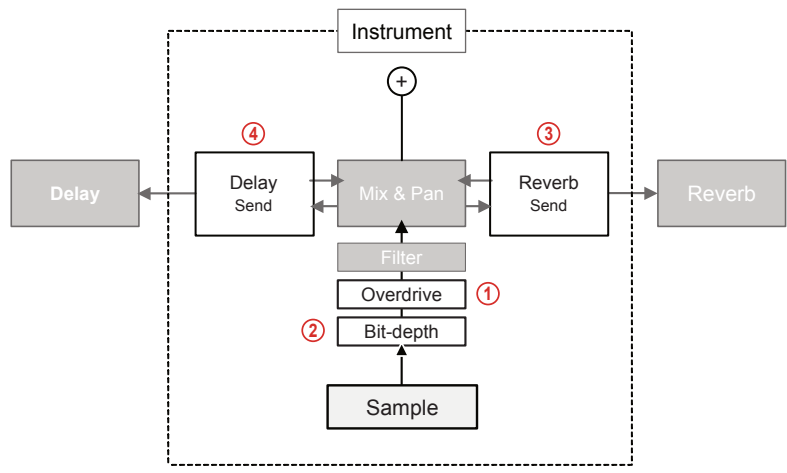 Instrument
+
④
③
Delay
Delay
Send
Mix & Pan
Reverb
Send
Reverb
Filter
Overdrive
①
②
Bit-depth
Sample